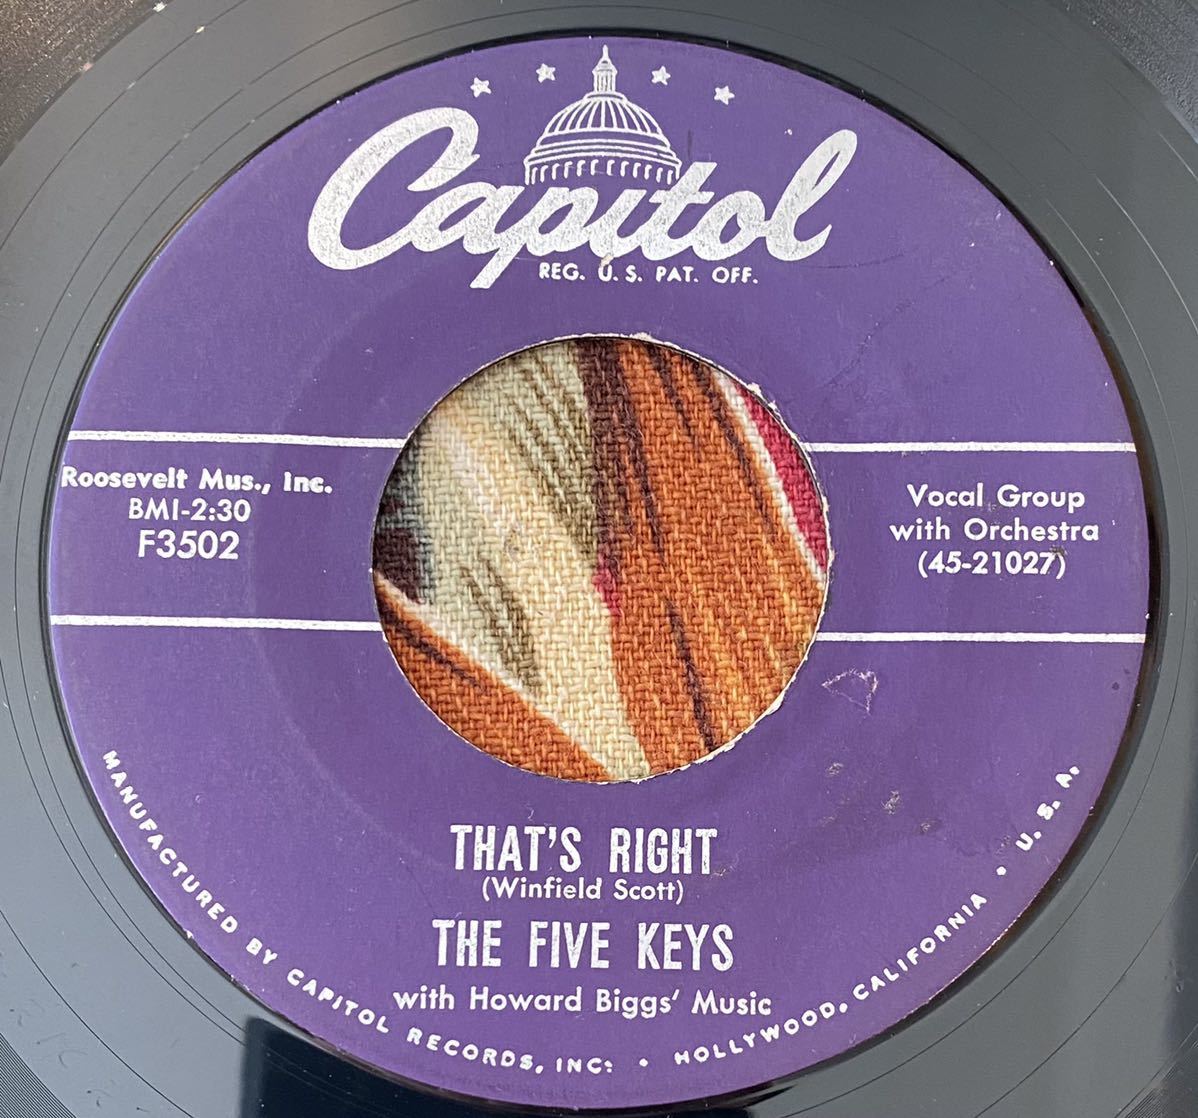 Capitol
REG. U.S. PAT. OFF.
Roosevelt Mus., Inc.
BMI-2:30
F3502
Vocal Group
with Orchestra
(45-21027)
THAT'S RIGHT
(Winfield Scott)
THE FIVE KEYS
with Howard Biggs' Music
MANUFACTURED BY CAPITOL RECORDS, INC. • HOLLYWOOD, CALIFORNIA • U. S. A.